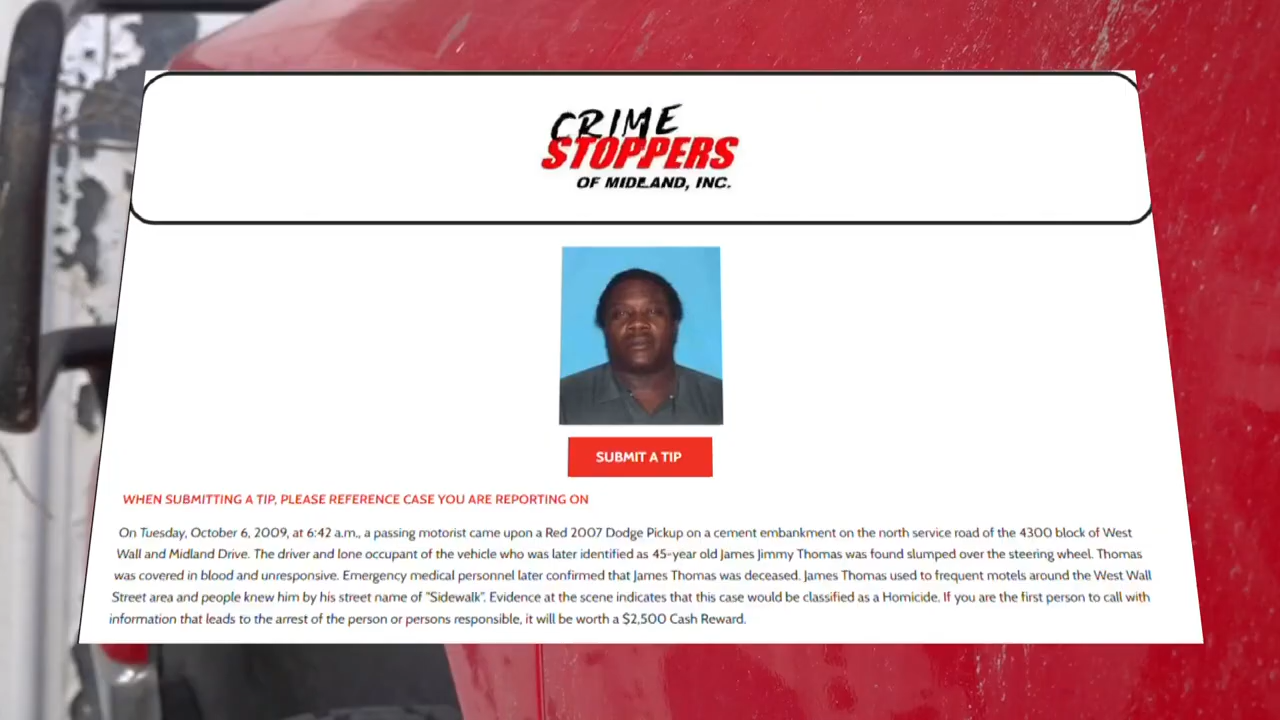 CRIME
STOPPERS
OF MIDLAND, INC.
SUBMIT A TIP
WHEN SUBMITTING A TIP, PLEASE REFERENCE CASE YOU ARE REPORTING ON
On Tuesday, October 6, 2009, at 6:42 a.m., a passing motorist came upon a Red 2007 Dodge Pickup on a cement embankment on the north service road of the 4300 block of West
Wall and Midland Drive. The driver and lone occupant of the vehicle who was later identified as 45-year old James Jimmy Thomas was found slumped over the steering wheel. Thomas
was covered in blood and unresponsive. Emergency medical personnel later confirmed that James Thomas was deceased. James Thomas used to frequent motels around the West Wall
Street area and people knew him by his street name of "Sidewalk". Evidence at the scene indicates that this case would be classified as a Homicide. If you are the first person to call with
information that leads to the arrest of the person or persons responsible, it will be worth a $2,500 Cash Reward.